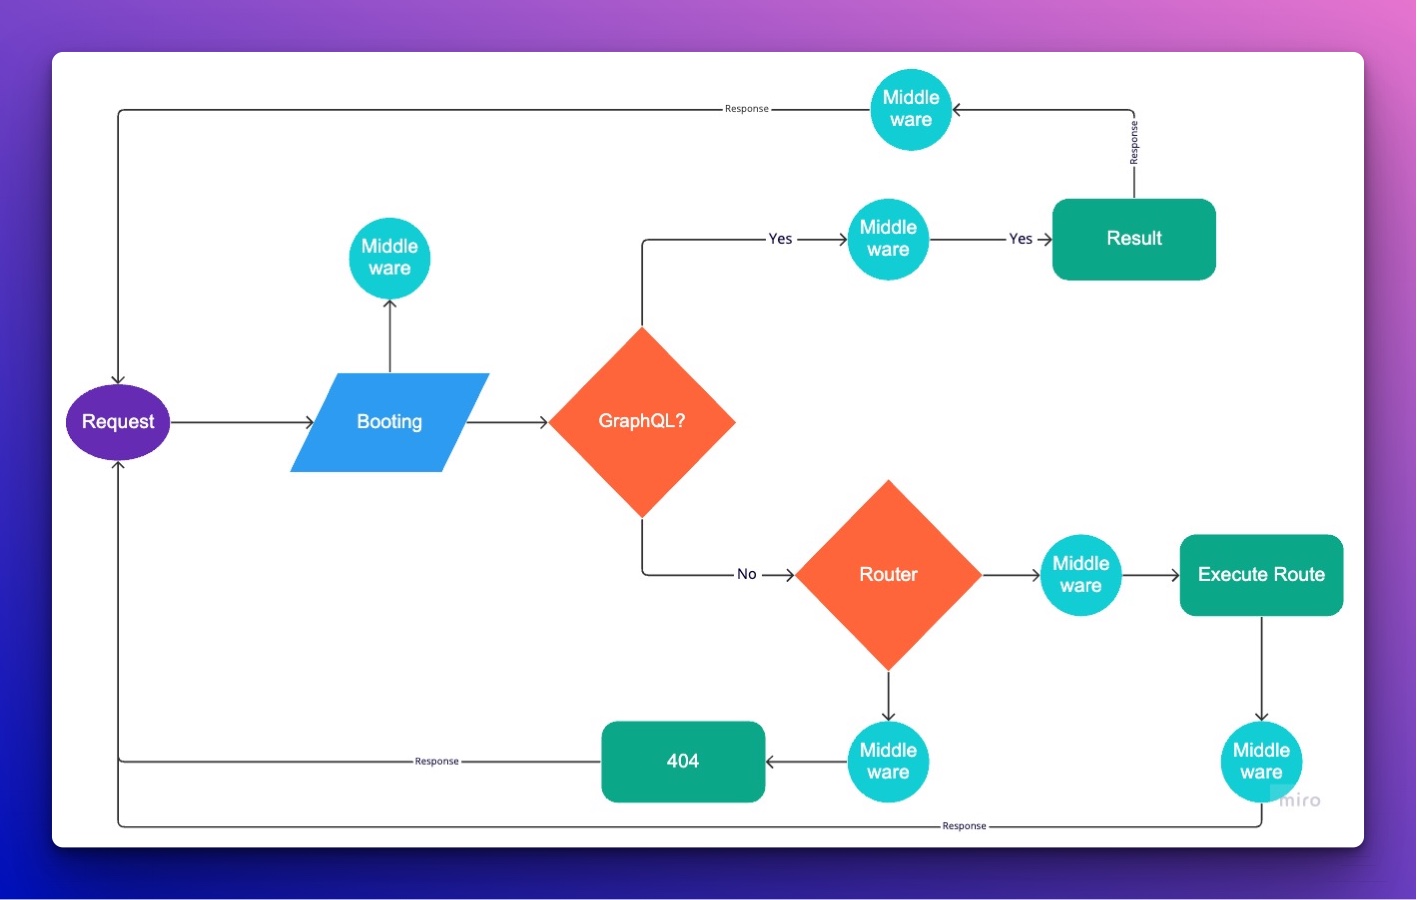 Middle
ware
Response
Response
Middle
ware
Yes
Middle
ware
Yes
Result
Request
Booting
GraphQL?
No
Router
Middle
ware
Execute Route
Response
404
Middle
ware
Middle
ware
miro
Response